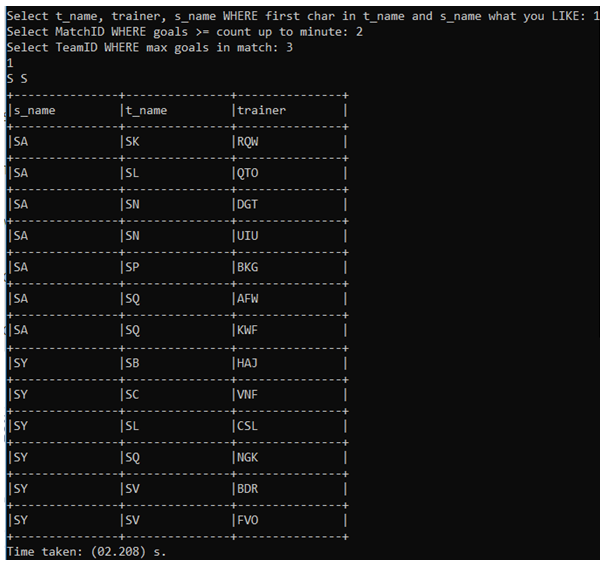 Select t_name, trainer, s_name WHERE first char in t_name and s_name what you LIKE: 1
Select MatchID WHERE goals >= count up to minute: 2
Select TeamID WHERE max goals in match: 3
1
S S
+---------------+---------------+---------------+
|s_name |t_name |trainer |
+---------------+---------------+---------------+
|SA |SK |RQW |
+---------------+---------------+---------------+
|SA |SL |QTO |
+---------------+---------------+---------------+
|SA |SN |DGT |
+---------------+---------------+---------------+
|SA |SN |UIU |
+---------------+---------------+---------------+
|SA |SP |BKG |
+---------------+---------------+---------------+
|SA |SQ |AFW |
+---------------+---------------+---------------+
|SA |SQ |KWF |
+---------------+---------------+---------------+
|SY |SB |HAJ |
+---------------+---------------+---------------+
|SY |SC |VNF |
+---------------+---------------+---------------+
|SY |SL |CSL |
+---------------+---------------+---------------+
|SY |SQ |NGK |
+---------------+---------------+---------------+
|SY |SV |BDR |
+---------------+---------------+---------------+
|SY |SV |FVO |
+---------------+---------------+---------------+
Time taken: (02.208) s.